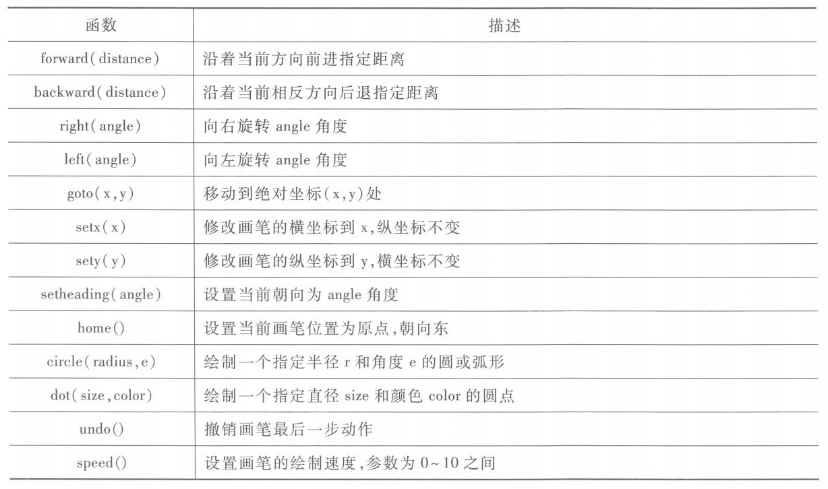 函数 描述
forward(distance) 沿着当前方向前进指定距离
backward(distance) 沿着当前相反方向后退指定距离
right(angle) 向右旋转 angle 角度
left(angle) 向左旋转 angle 角度
goto(x,y) 移动到绝对坐标(x,y)处
setx(x) 修改画笔的横坐标到 x,纵坐标不变
sety(y) 修改画笔的纵坐标到 y,横坐标不变
setheading(angle) 设置当前朝向为 angle 角度
home() 设置当前画笔位置为原点,朝向东
circle(radius,e) 绘制一个指定半径 r 和角度 e 的圆或弧形
dot(size,color) 绘制一个指定直径 size 和颜色 color 的圆点
undo() 撤销画笔最后一步动作
speed() 设置画笔的绘制速度,参数为 0~10 之间